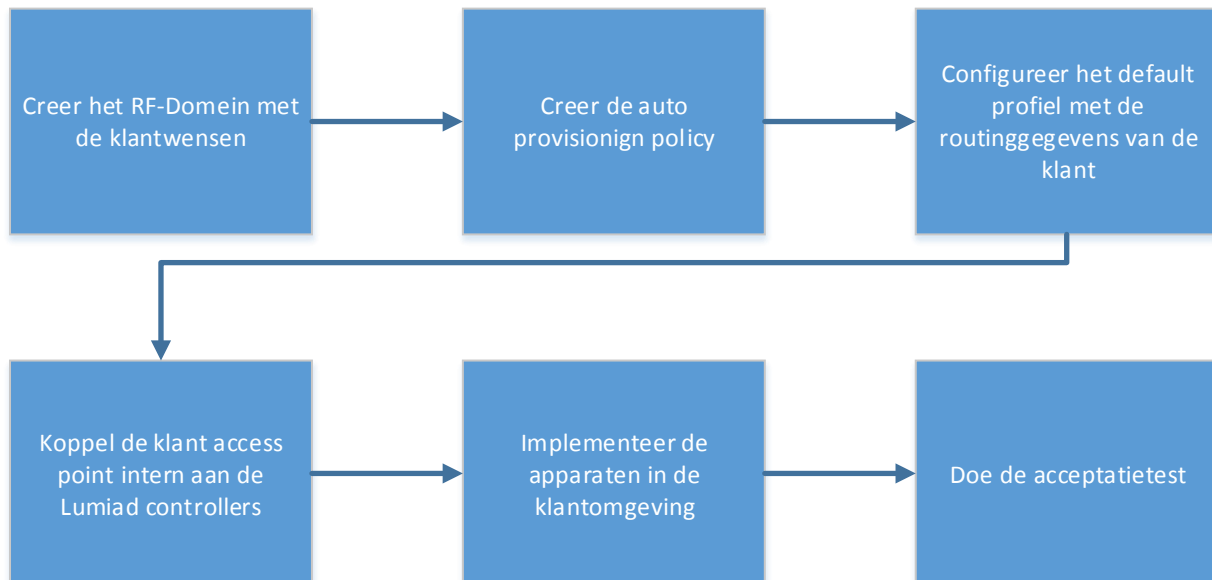 Creer het RF-Domein met
de klantwensen
Creer de auto
provisionign policy
Configureer het default
profiel met de
routinggegevens van de
klant
Koppel de klant access
point intern aan de
Lumiad controllers
Implementeer de
apparaten in de
klantomgeving
Doe de acceptatietest